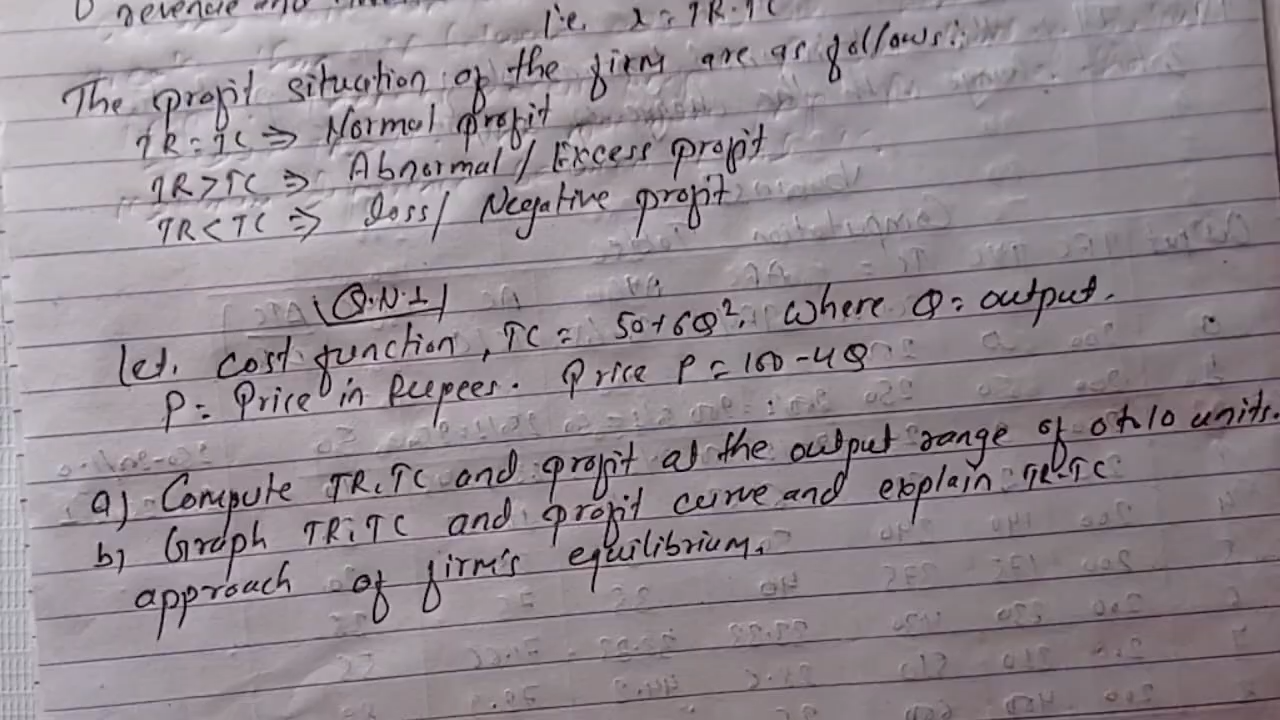 revenue and
i.e. λ = TR-TC
The profit situation of the firm are as follows:
TR = TC ⇒ Normal profit
TR > TC ⇒ Abnormal / Excess profit
TR < TC ⇒ loss / Negative profit
Q.N.1
let. cost function, TC = 50+6Q². Where Q = output.
P = Price in Rupees. Price P = 100-4Q
a) Compute TR, TC and profit at the output range of 0 to 10 units.
b) Graph TR, TC and profit curve and explain TR-TC
approach of firm's equilibrium.